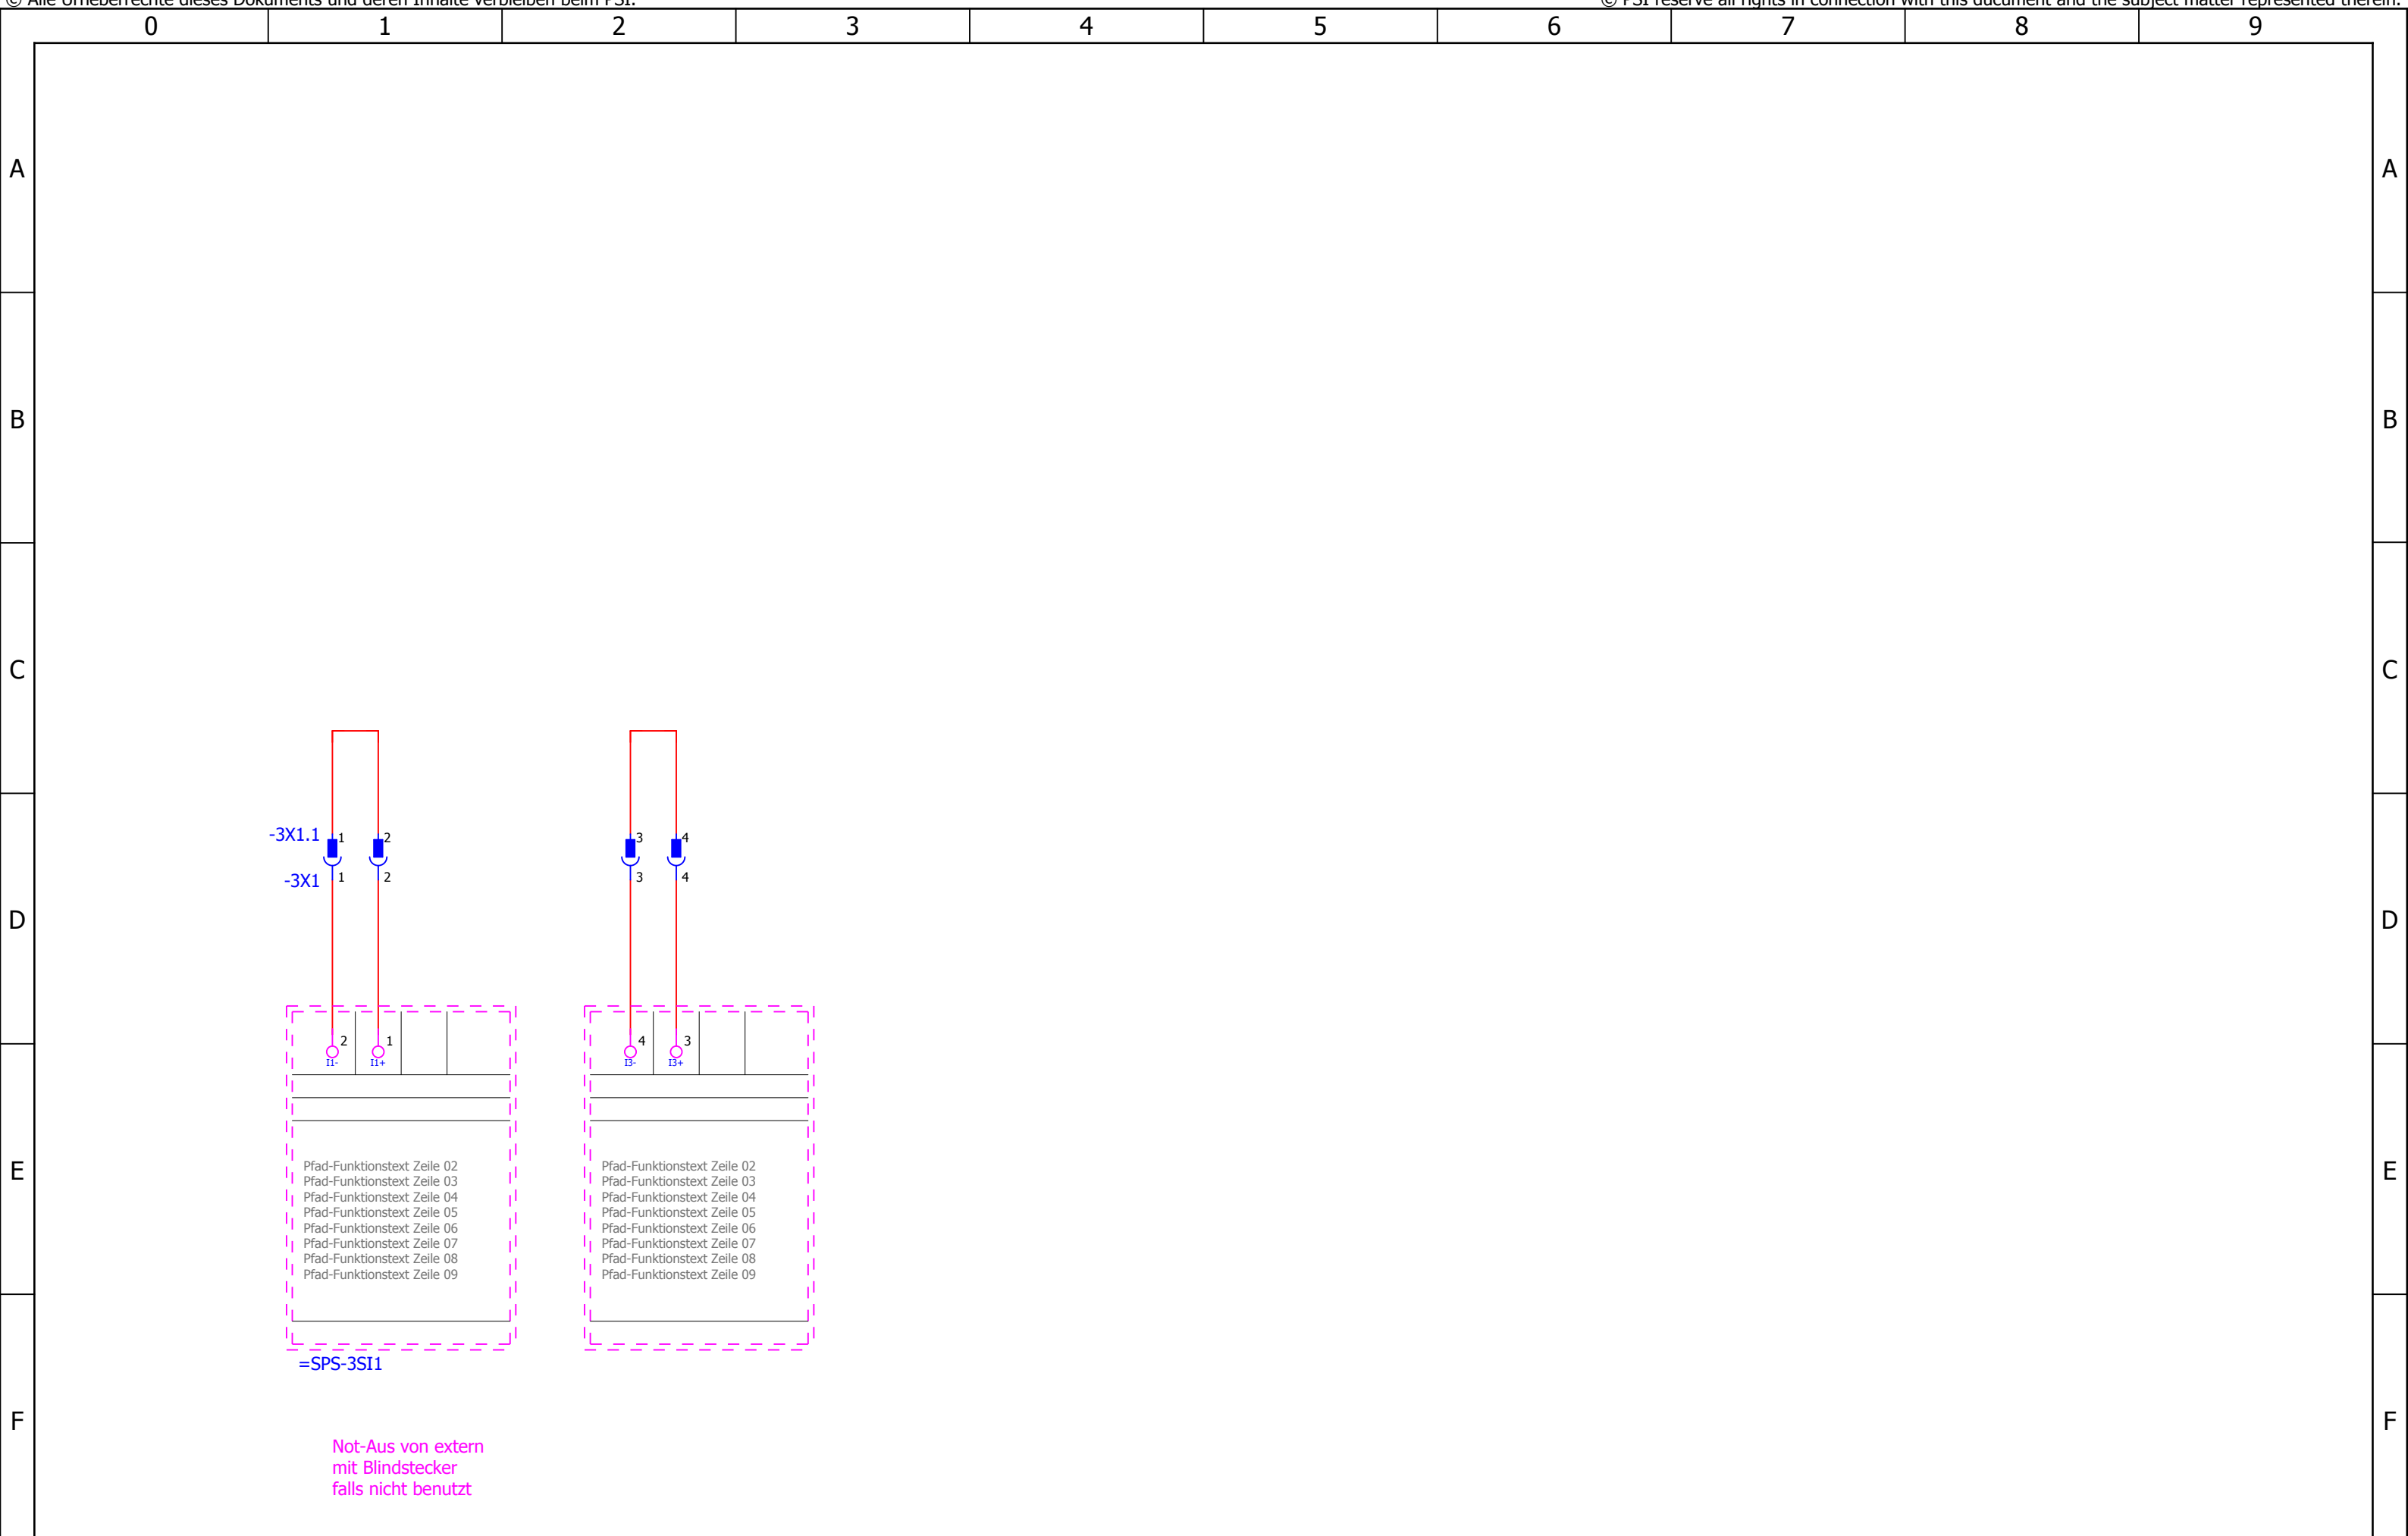 © Alle Urheberrechte dieses Dokuments und deren Inhalte verbleiben beim PSI.
© PSI reserve all rights in connection with this ducument and the subject matter represented therein.
0 1 2 3 4 5 6 7 8 9
A A
B B
C C
-3X1.1 1 2 3 4
-3X1 1 2 3 4
D D
2 1 4 3
I1- I1+ I3- I3+
Pfad-Funktionstext Zeile 02
Pfad-Funktionstext Zeile 03
Pfad-Funktionstext Zeile 04
Pfad-Funktionstext Zeile 05
Pfad-Funktionstext Zeile 06
Pfad-Funktionstext Zeile 07
Pfad-Funktionstext Zeile 08
Pfad-Funktionstext Zeile 09
Pfad-Funktionstext Zeile 02
Pfad-Funktionstext Zeile 03
Pfad-Funktionstext Zeile 04
Pfad-Funktionstext Zeile 05
Pfad-Funktionstext Zeile 06
Pfad-Funktionstext Zeile 07
Pfad-Funktionstext Zeile 08
Pfad-Funktionstext Zeile 09
E E
=SPS-3SI1
F F
Not-Aus von extern
mit Blindstecker
falls nicht benutzt